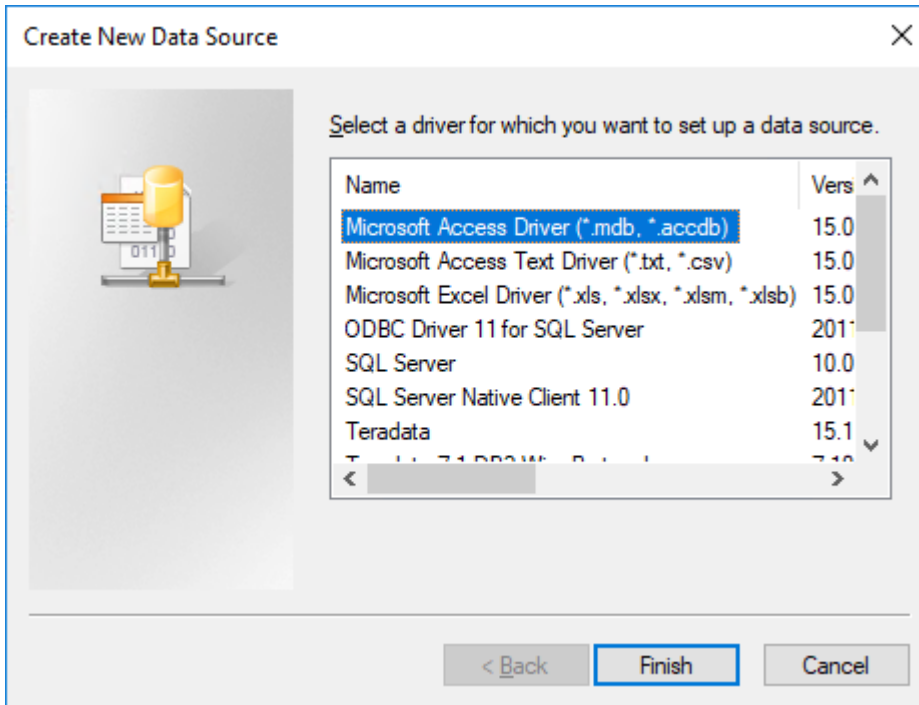 Create New Data Source
Select a driver for which you want to set up a data source.
Name Vers
Microsoft Access Driver (*.mdb, *.accdb) 15.0
Microsoft Access Text Driver (*.txt, *.csv) 15.0
Microsoft Excel Driver (*.xls, *.xlsx, *.xlsm, *.xlsb) 15.0
ODBC Driver 11 for SQL Server 201
SQL Server 10.0
SQL Server Native Client 11.0 201
Teradata 15.1
011
< Back Finish Cancel